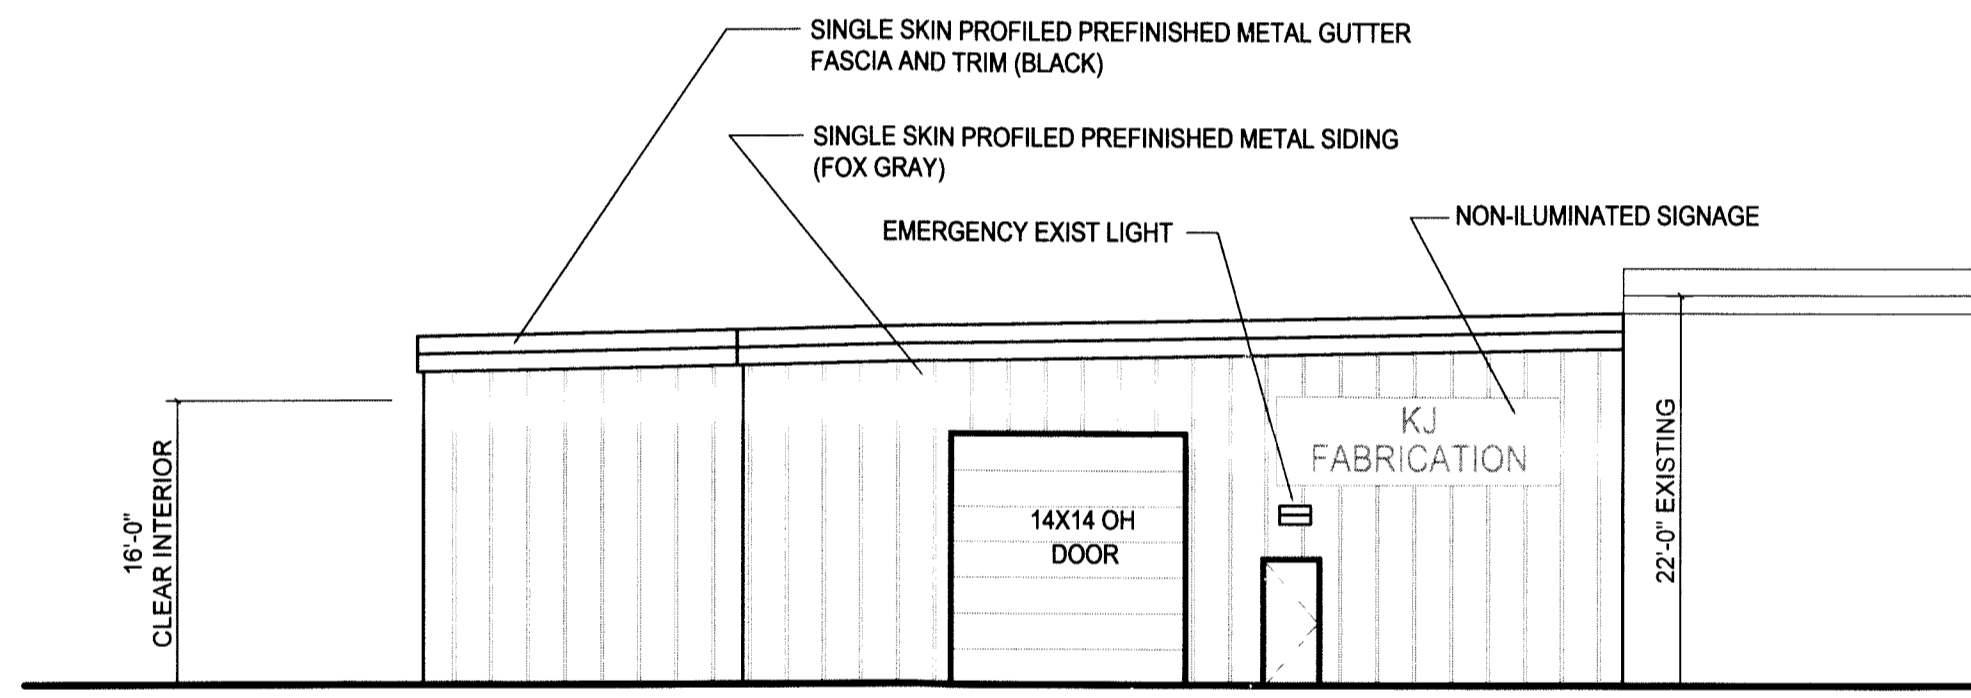 SINGLE SKIN PROFILED PREFINISHED METAL GUTTER
FASCIA AND TRIM (BLACK)
SINGLE SKIN PROFILED PREFINISHED METAL SIDING
(FOX GRAY)
EMERGENCY EXIST LIGHT
NON-ILUMINATED SIGNAGE
16'-0"
CLEAR INTERIOR
14X14 OH
DOOR
KJ
FABRICATION
22'-0" EXISTING